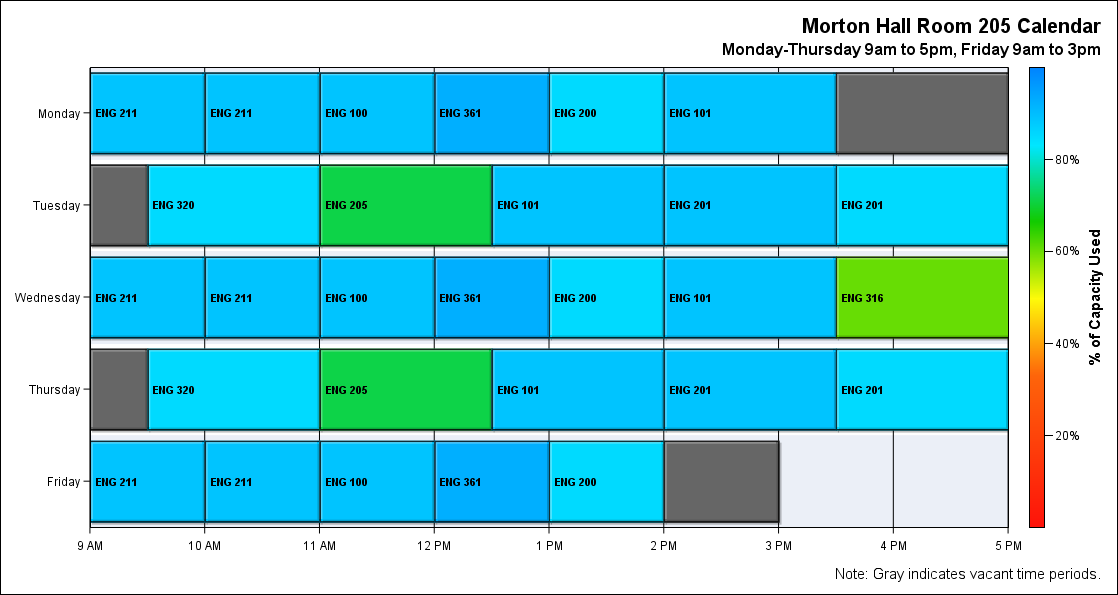 Morton Hall Room 205 Calendar
Monday-Thursday 9am to 5pm, Friday 9am to 3pm
Monday
ENG 211 ENG 211 ENG 100 ENG 361 ENG 200 ENG 101
80%
Tuesday
ENG 320 ENG 205 ENG 101 ENG 201 ENG 201
60%
Wednesday
ENG 211 ENG 211 ENG 100 ENG 361 ENG 200 ENG 101 ENG 316
40%
Thursday
ENG 320 ENG 205 ENG 101 ENG 201 ENG 201
20%
Friday
ENG 211 ENG 211 ENG 100 ENG 361 ENG 200
% of Capacity Used
9 AM 10 AM 11 AM 12 PM 1 PM 2 PM 3 PM 4 PM 5 PM
Note: Gray indicates vacant time periods.